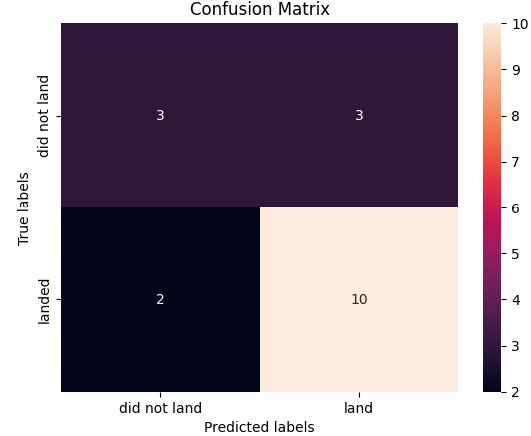 Confusion Matrix
True labels
did not land
landed
3
3
2
10
did not land
land
Predicted labels
10
9
8
7
6
5
4
3
2